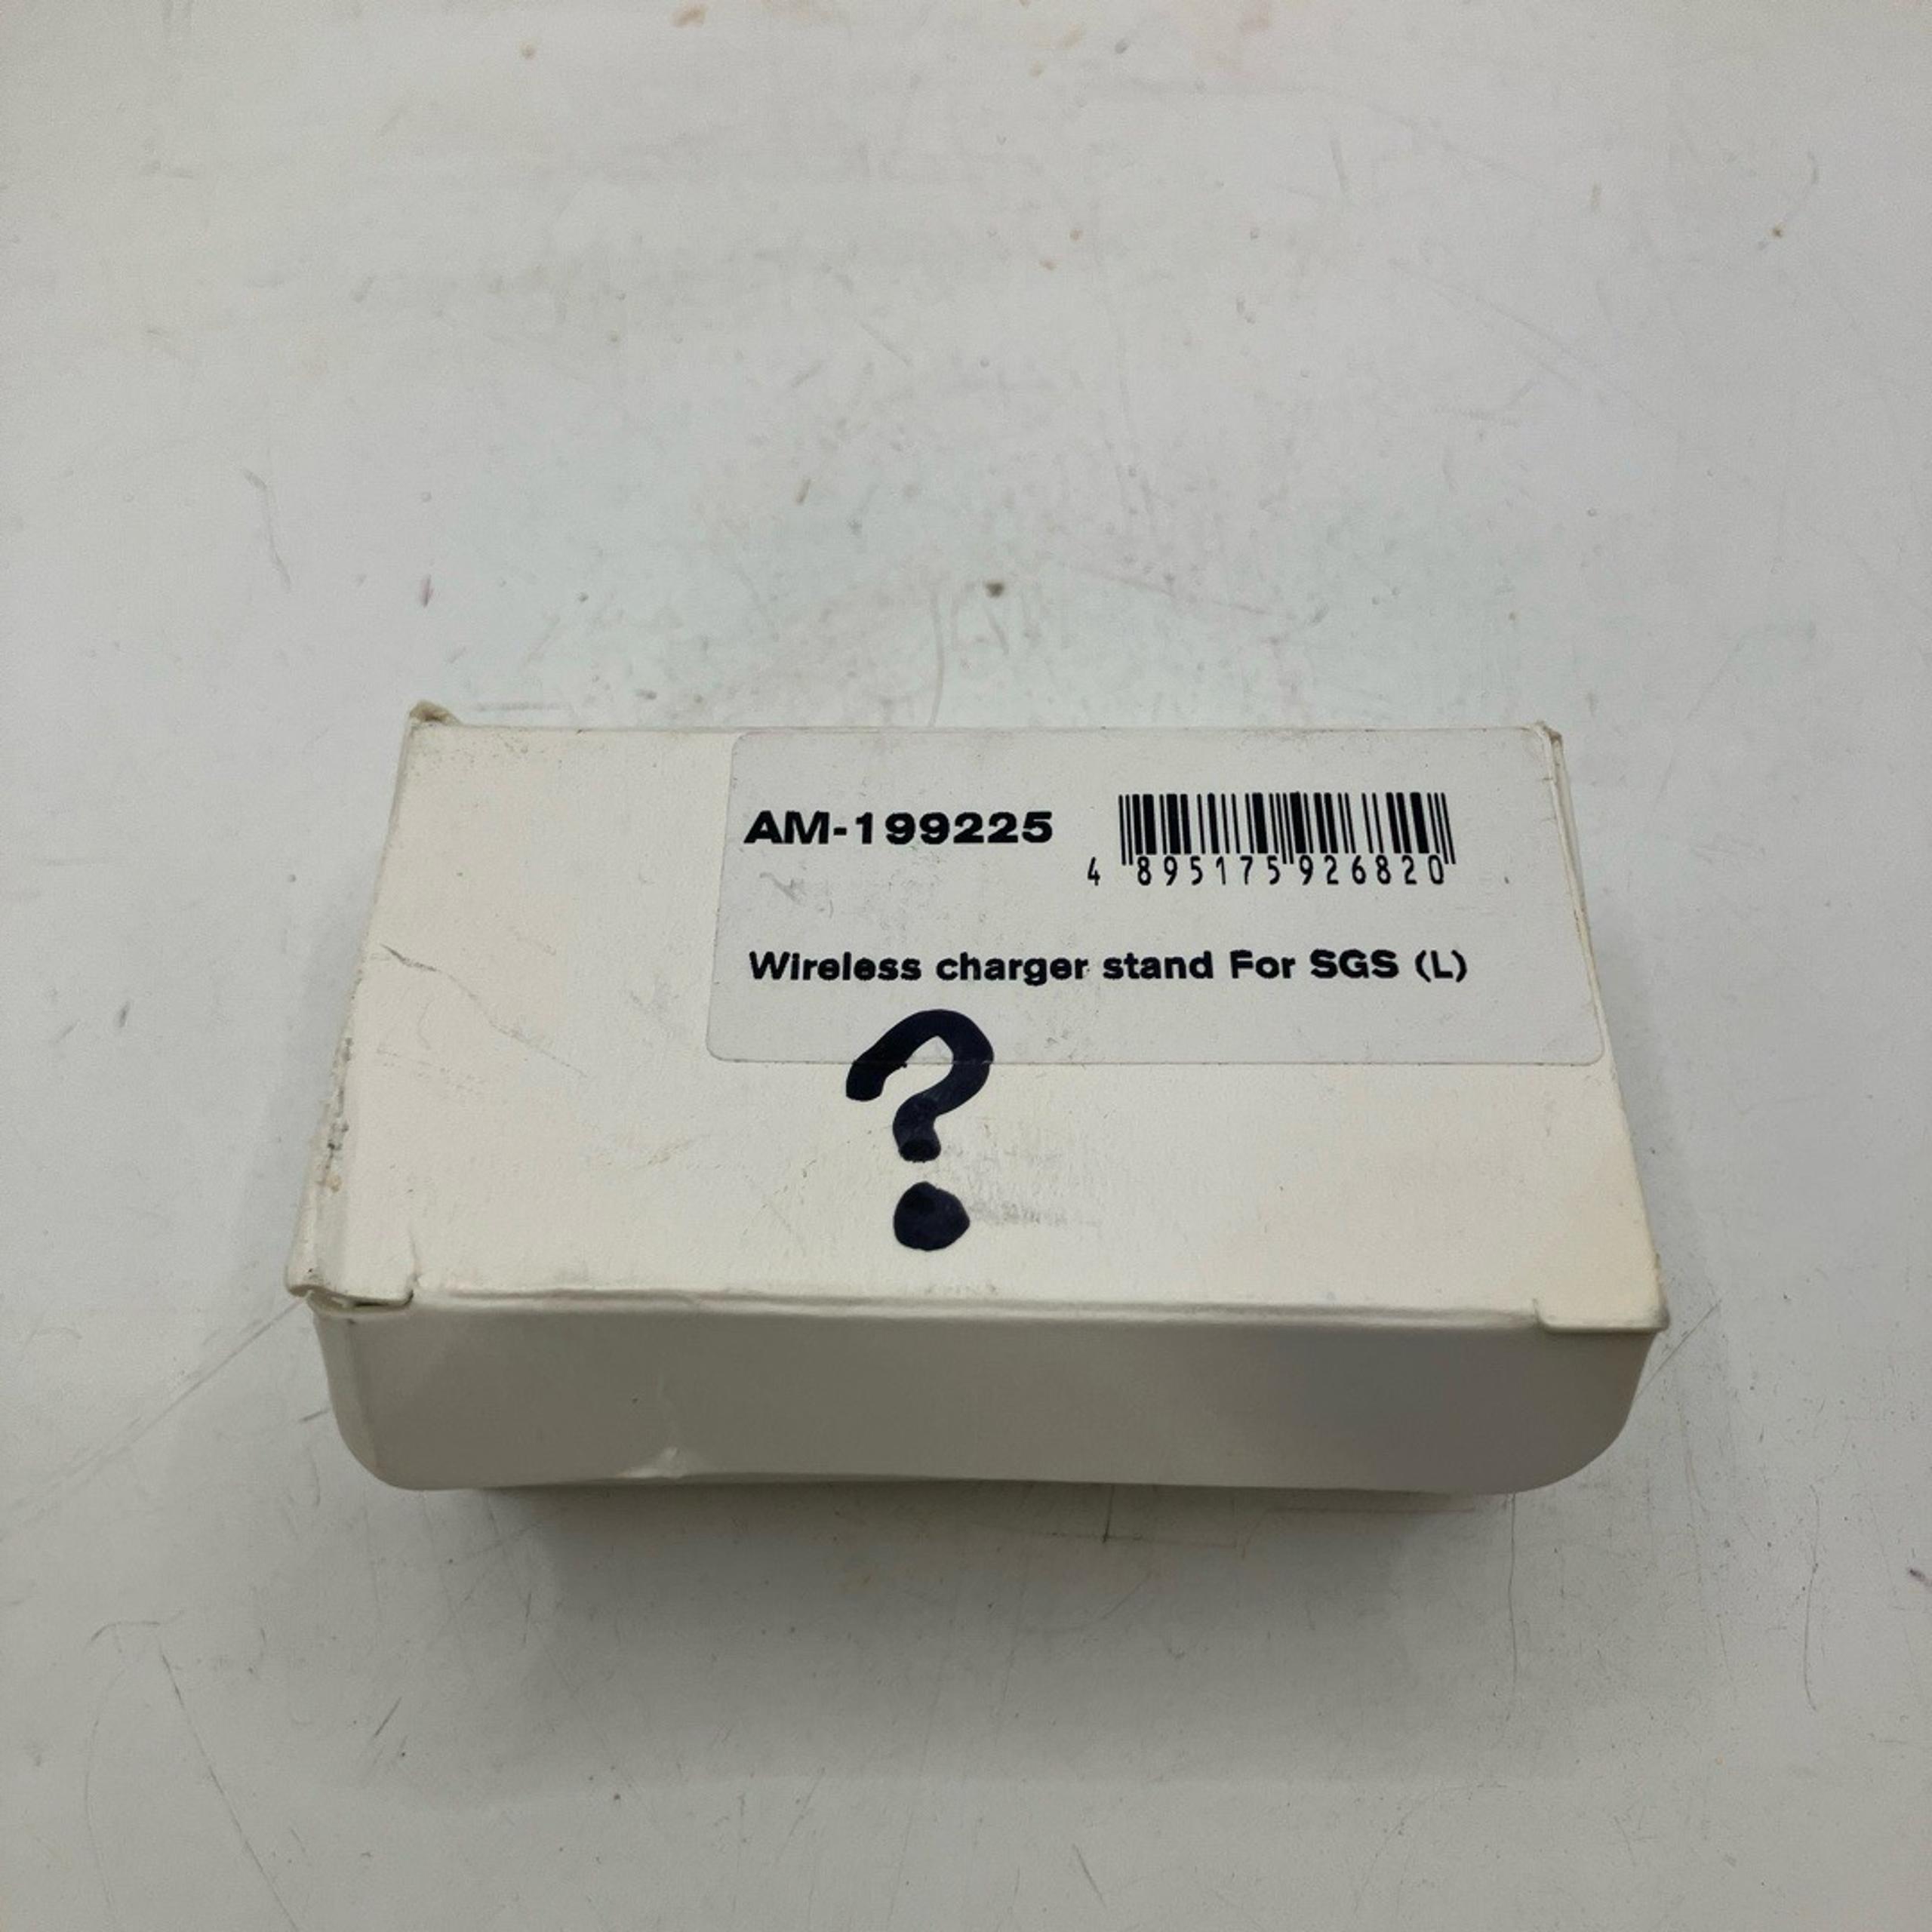 AM-199225
4 895175 926820
Wireless charger stand For SGS (L)
?